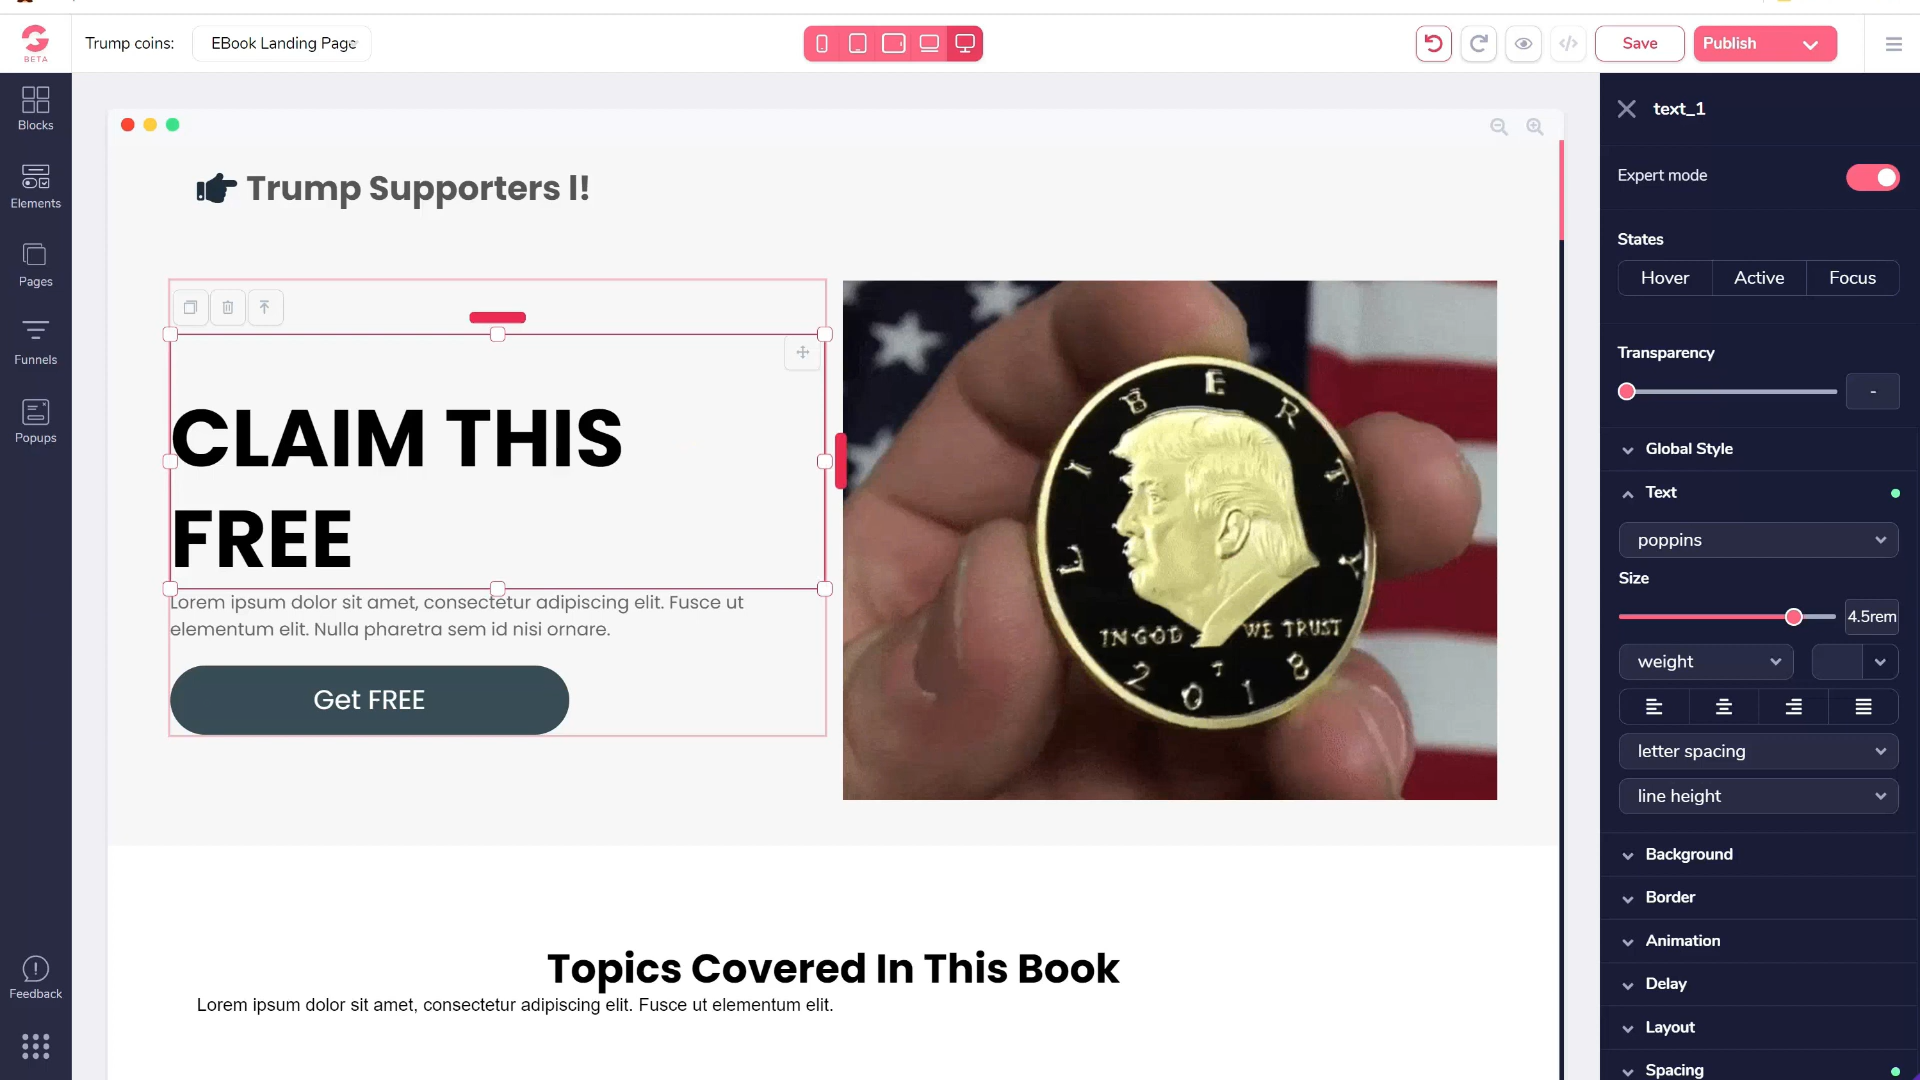 BETA
Trump coins:
EBook Landing Page
Save
Publish
Blocks
Elements
Pages
Funnels
Popups
Feedback
Trump Supporters l!
CLAIM THIS
FREE
Lorem ipsum dolor sit amet, consectetur adipiscing elit. Fusce ut
elementum elit. Nulla pharetra sem id nisi ornare.
Get FREE
LIBERTY
IN GOD WE TRUST
2018
Topics Covered In This Book
Lorem ipsum dolor sit amet, consectetur adipiscing elit. Fusce ut elementum elit.
text_1
Expert mode
States
Hover
Active
Focus
Transparency
-
Global Style
Text
poppins
Size
4.5rem
weight
letter spacing
line height
Background
Border
Animation
Delay
Layout
Spacing